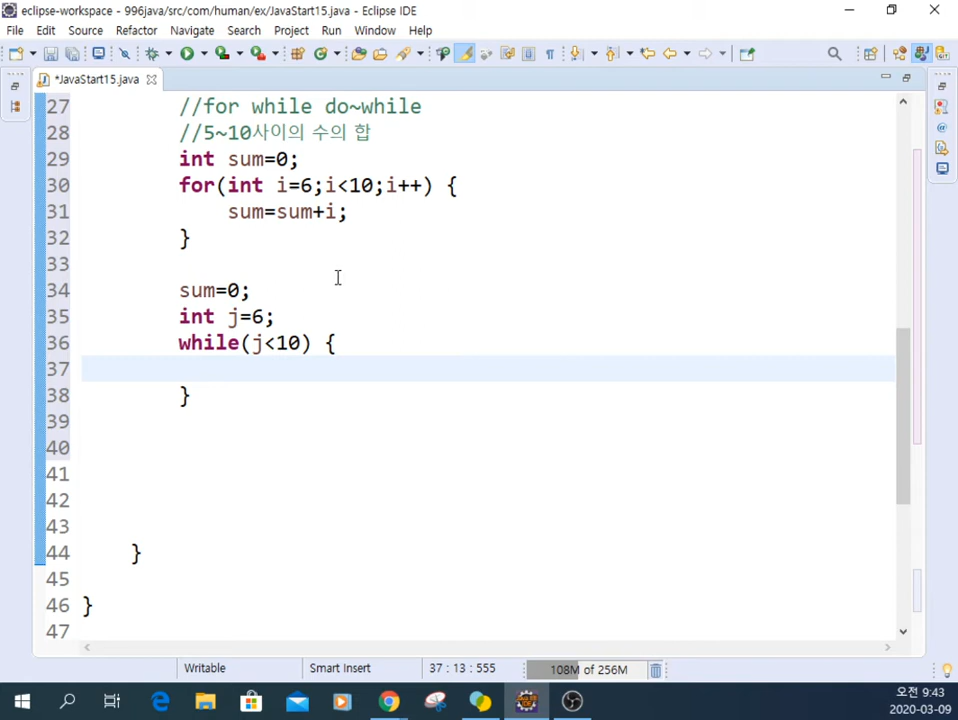 eclipse-workspace - 996java/src/com/human/ex/JavaStart15.java - Eclipse IDE
File Edit Source Refactor Navigate Search Project Run Window Help
*JavaStart15.java
27 //for while do~while
28 //5~10사이의 수의 합
29 int sum=0;
30 for(int i=6;i<10;i++) {
31 sum=sum+i;
32 }
33
34 sum=0;
35 int j=6;
36 while(j<10) {
37
38 }
39
40
41
42
43
44 }
45
46 }
47
Writable Smart Insert 37 : 13 : 555 108M of 256M
오전 9:43
2020-03-09